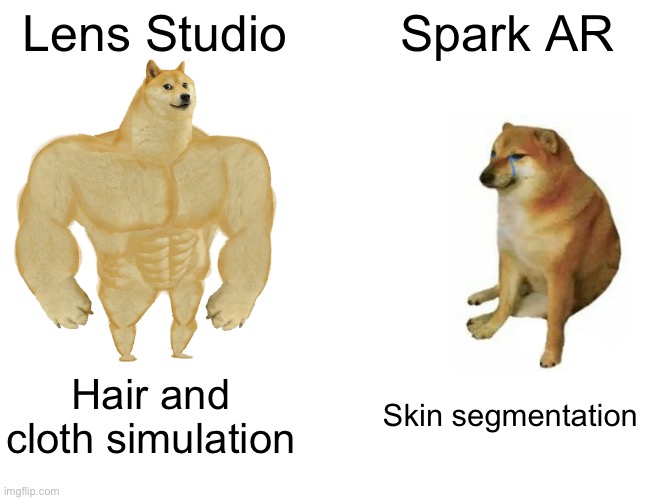 Lens Studio
Spark AR
Hair and
cloth simulation
Skin segmentation
imgflip.com